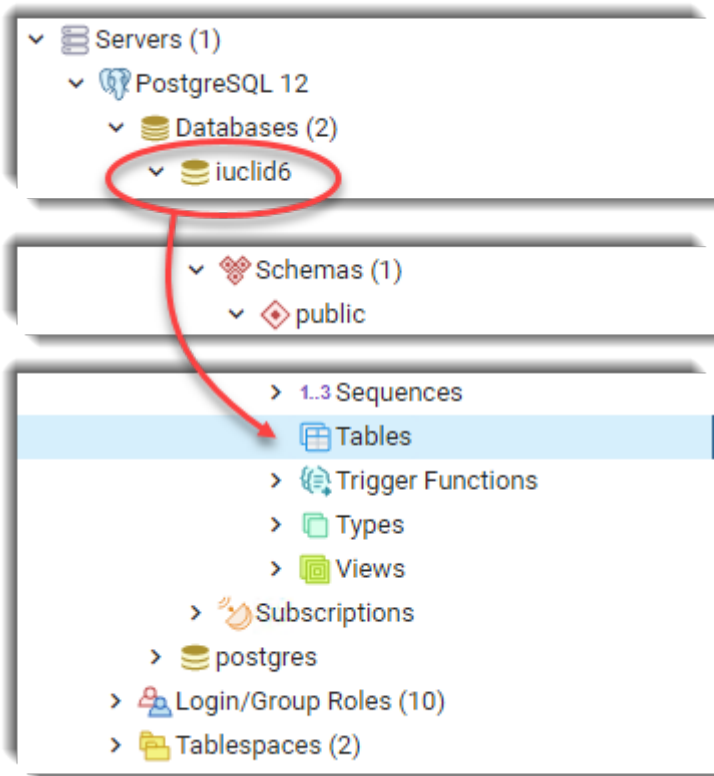 Servers (1)
PostgreSQL 12
Databases (2)
iuclid6
Schemas (1)
public
1..3 Sequences
Tables
Trigger Functions
Types
Views
Subscriptions
postgres
Login/Group Roles (10)
Tablespaces (2)